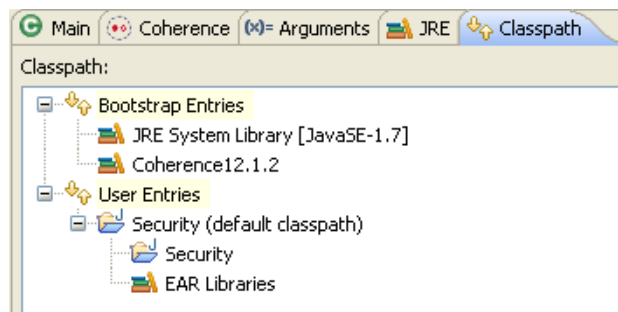 Main Coherence (x)= Arguments JRE Classpath
Classpath:
Bootstrap Entries
JRE System Library [JavaSE-1.7]
Coherence12.1.2
User Entries
Security (default classpath)
Security
EAR Libraries